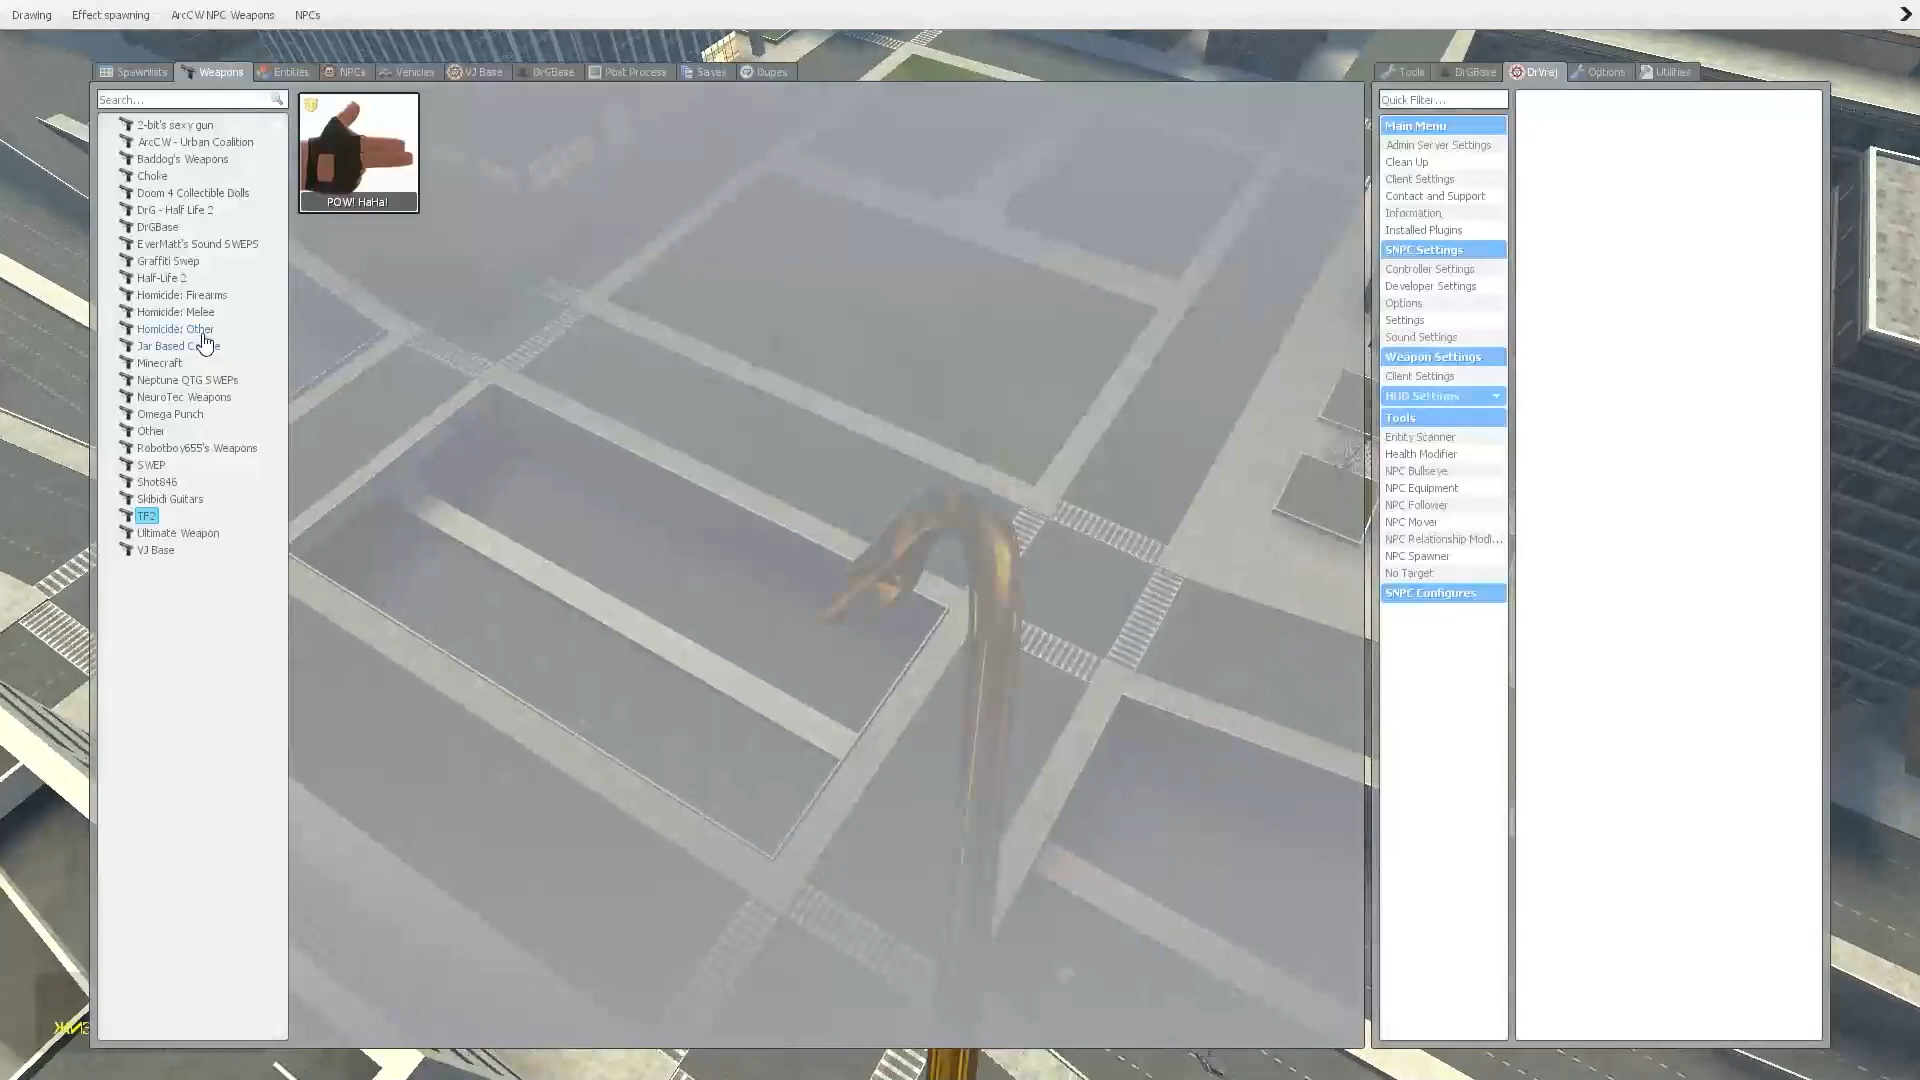 Drawing Effect spawning ArcCW NPC Weapons NPCs
Spawnlists Weapons Entities NPCs Vehicles VJ Base DrGBase Post Process Saves Dupes
Tools DrGBase DrVrej Options Utilities
Search...
2-bit's sexy gun
ArcCW - Urban Coalition
Baddog's Weapons
Choke
Doom 4 Collectible Dolls
DrG - Half Life 2
DrGBase
EverMatt's Sound SWEPS
Graffiti Swep
Half-Life 2
Homicide: Firearms
Homicide: Melee
Homicide: Other
Jar Based
Minecraft
Neptune QTG SWEPs
NeuroTec Weapons
Omega Punch
Other
Robotboy655's Weapons
SWEP
Shot846
Skibidi Guitars
TF2
Ultimate Weapon
VJ Base
POW! HaHa!
Quick Filter...
Main Menu
Admin Server Settings
Clean Up
Client Settings
Contact and Support
Information
Installed Plugins
SNPC Settings
Controller Settings
Developer Settings
Options
Settings
Sound Settings
Weapon Settings
Client Settings
HUD Settings
Tools
Entity Scanner
Health Modifier
NPC Bullseye
NPC Equipment
NPC Follower
NPC Mover
NPC Relationship Modi...
NPC Spawner
No Target
SNPC Configures